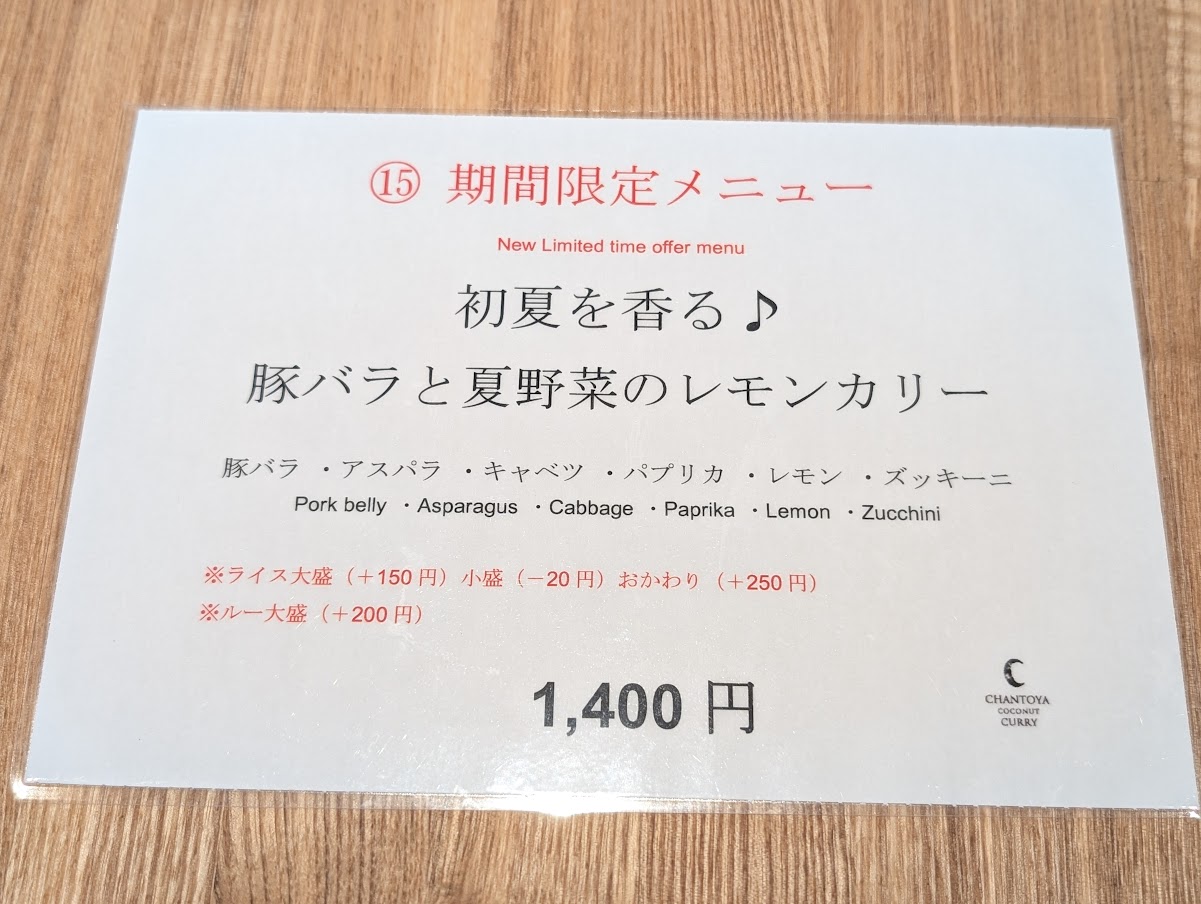 ⑮ 期間限定メニュー
New Limited time offer menu
初夏を香る♪
豚バラと夏野菜のレモンカリー
豚バラ ・アスパラ ・キャベツ ・パプリカ ・レモン ・ズッキーニ
Pork belly ・Asparagus ・Cabbage ・Paprika ・Lemon ・Zucchini
※ライス大盛（＋150 円）小盛（－20 円）おかわり（＋250 円）
※ルー大盛（＋200 円）
1,400 円
CHANTOYA
COCONUT
CURRY